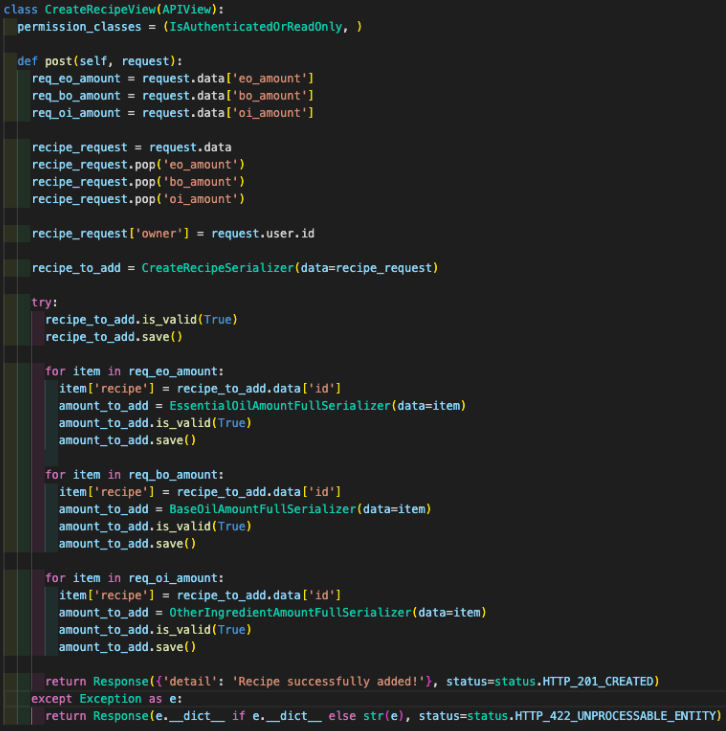 class CreateRecipeView(APIView):
  permission_classes = (IsAuthenticatedOrReadOnly, )

  def post(self, request):
    req_eo_amount = request.data['eo_amount']
    req_bo_amount = request.data['bo_amount']
    req_oi_amount = request.data['oi_amount']

    recipe_request = request.data
    recipe_request.pop('eo_amount')
    recipe_request.pop('bo_amount')
    recipe_request.pop('oi_amount')

    recipe_request['owner'] = request.user.id

    recipe_to_add = CreateRecipeSerializer(data=recipe_request)

    try:
      recipe_to_add.is_valid(True)
      recipe_to_add.save()

      for item in req_eo_amount:
        item['recipe'] = recipe_to_add.data['id']
        amount_to_add = EssentialOilAmountFullSerializer(data=item)
        amount_to_add.is_valid(True)
        amount_to_add.save()

      for item in req_bo_amount:
        item['recipe'] = recipe_to_add.data['id']
        amount_to_add = BaseOilAmountFullSerializer(data=item)
        amount_to_add.is_valid(True)
        amount_to_add.save()

      for item in req_oi_amount:
        item['recipe'] = recipe_to_add.data['id']
        amount_to_add = OtherIngredientAmountFullSerializer(data=item)
        amount_to_add.is_valid(True)
        amount_to_add.save()

      return Response({'detail': 'Recipe successfully added!'}, status=status.HTTP_201_CREATED)
    except Exception as e:
      return Response(e.__dict__ if e.__dict__ else str(e), status=status.HTTP_422_UNPROCESSABLE_ENTITY)